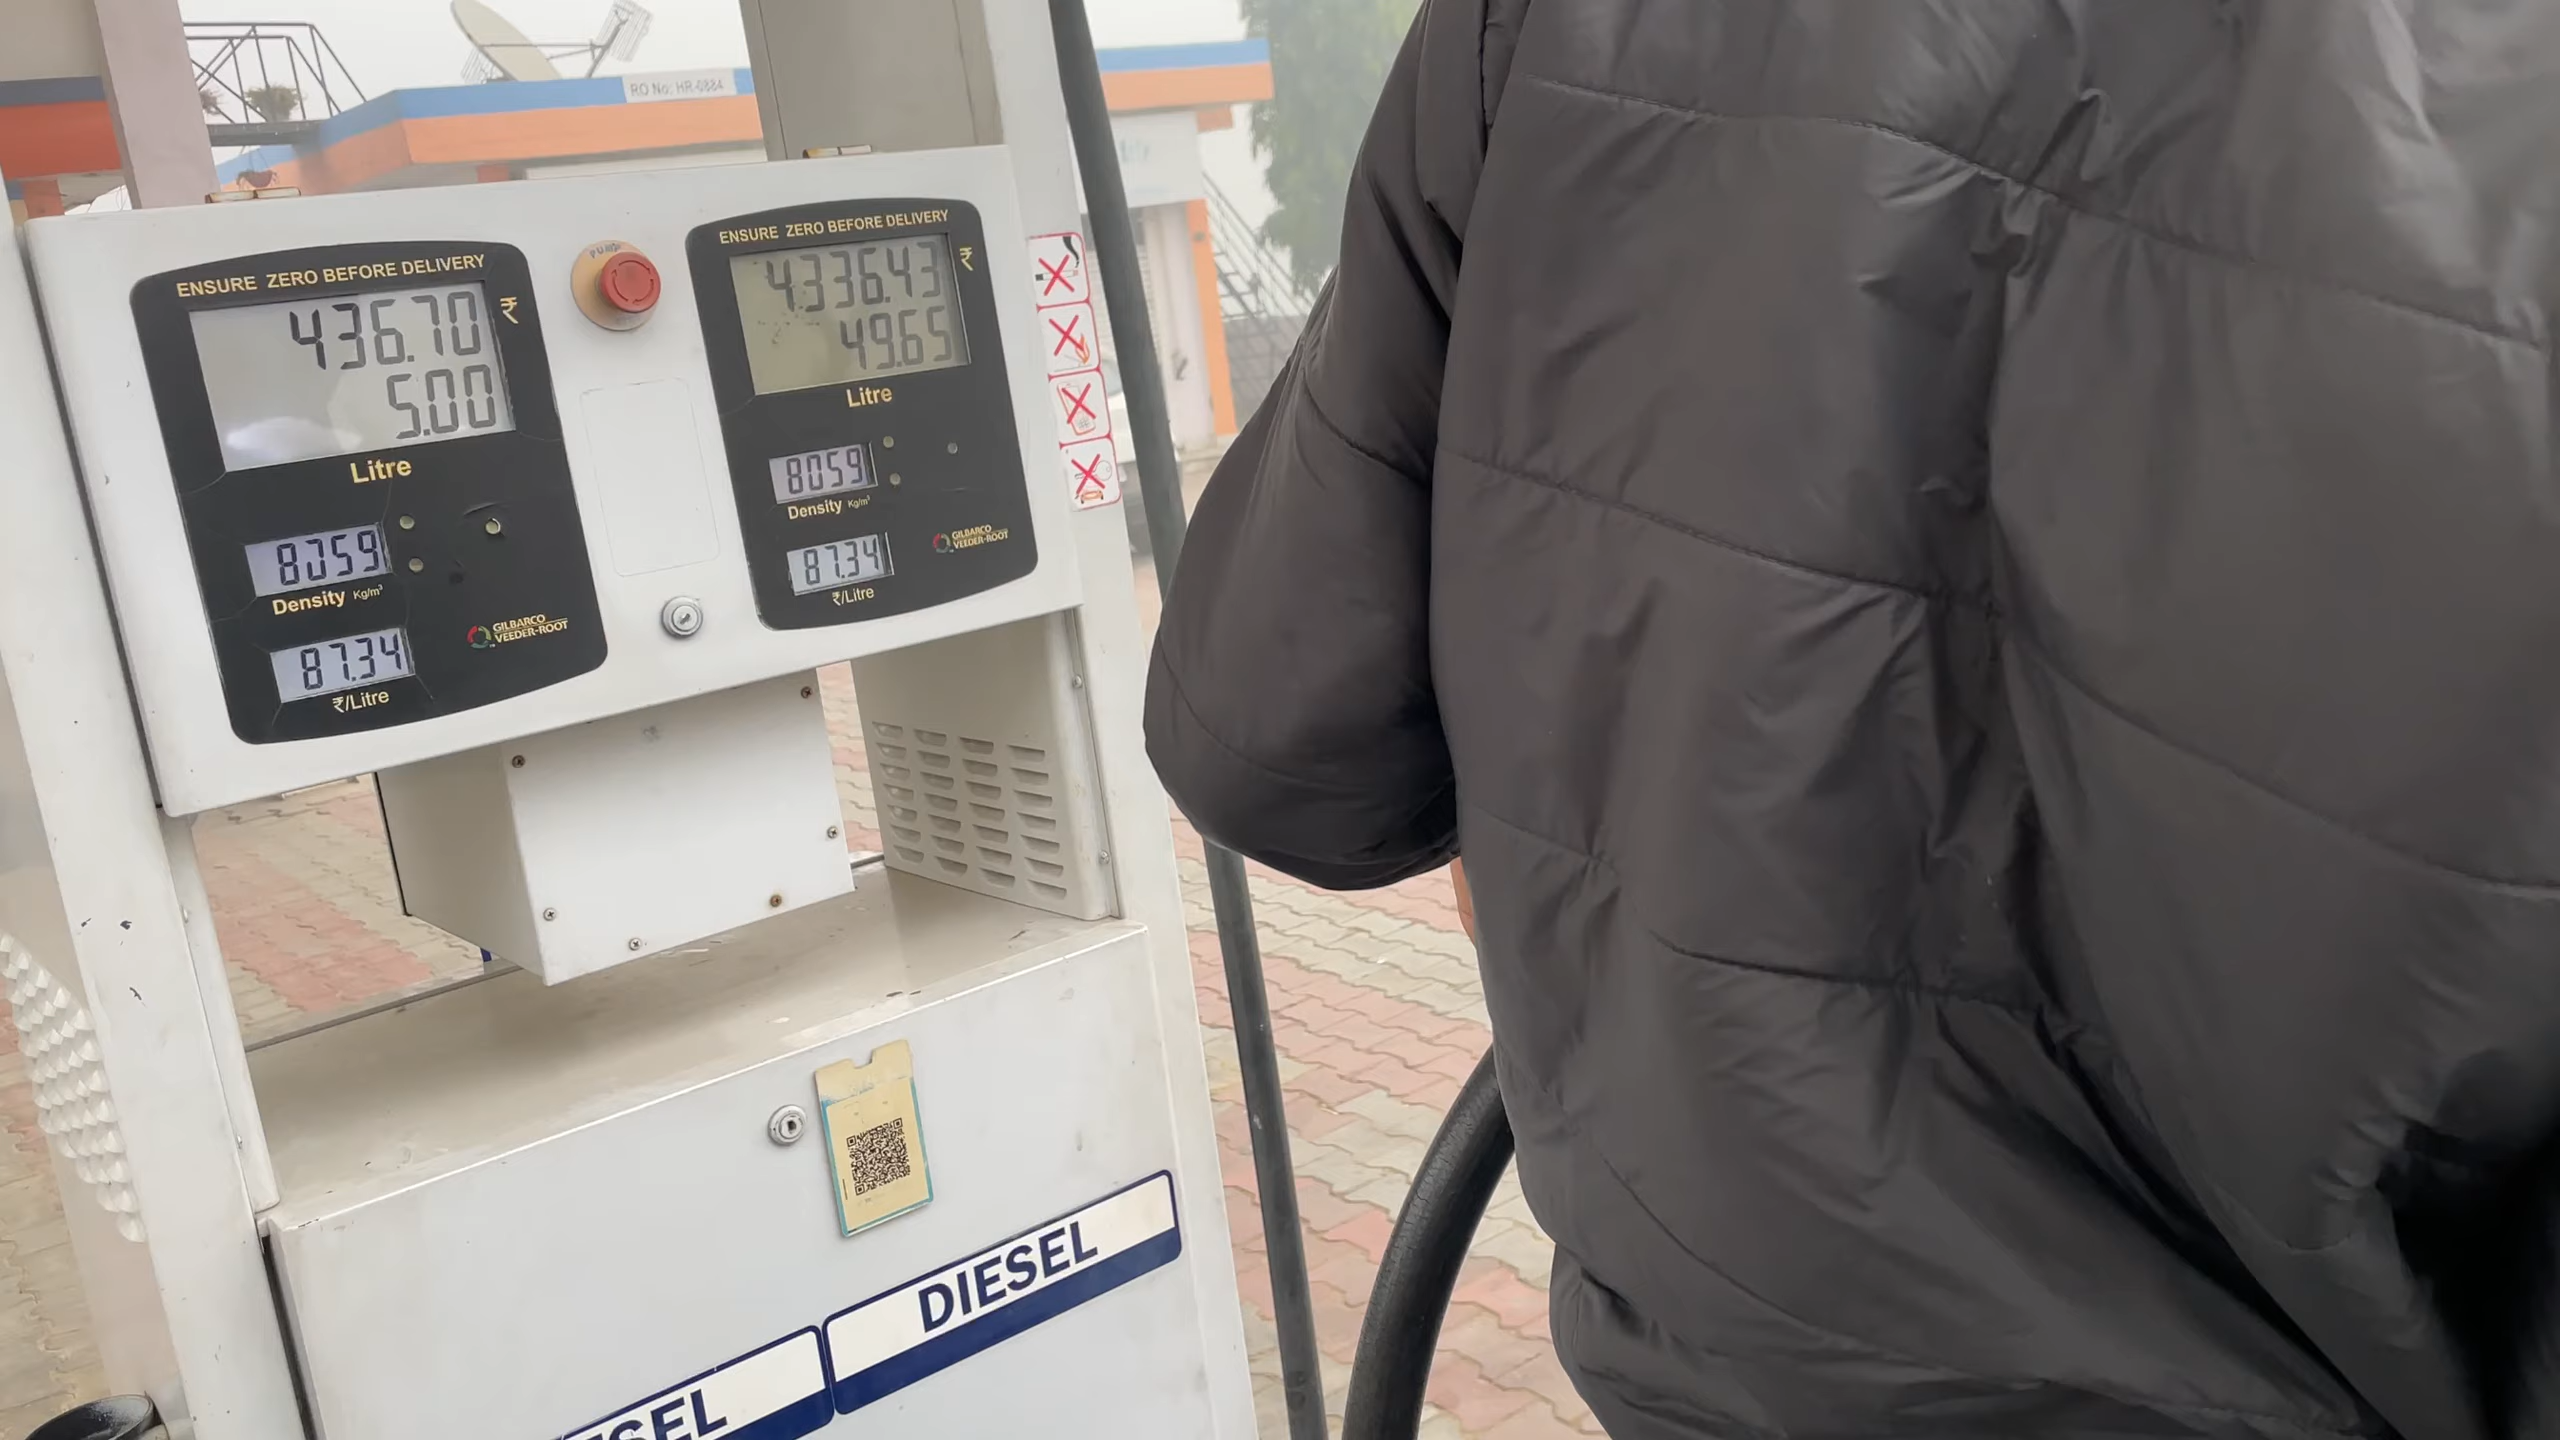 RO No: HR-0884
ENSURE ZERO BEFORE DELIVERY
436.70
₹
5.00
Litre
8059
Density Kg/m³
87.34
₹/Litre
GILBARCO
VEEDER-ROOT
PUMP
ENSURE ZERO BEFORE DELIVERY
4336.43
₹
49.65
Litre
8059
Density Kg/m³
87.34
₹/Litre
GILBARCO
VEEDER-ROOT
DIESEL
ESEL